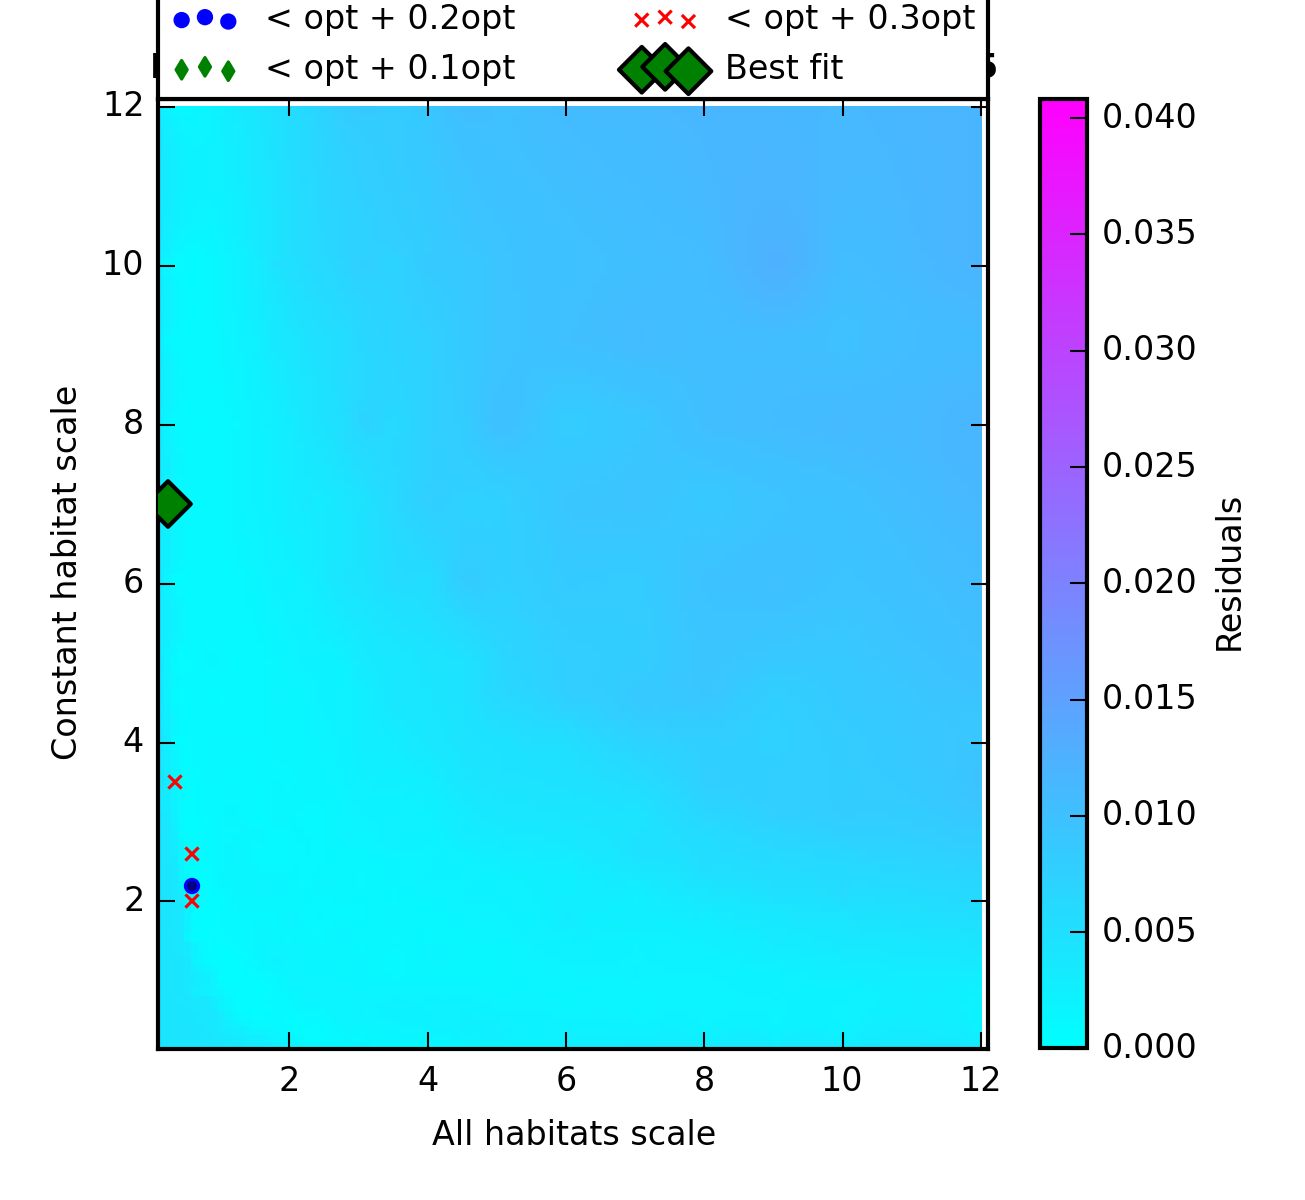 < opt + 0.2opt < opt + 0.3opt
< opt + 0.1opt Best fit
12
10
8
6
4
2
Constant habitat scale
2 4 6 8 10 12
All habitats scale
0.040
0.035
0.030
0.025
0.020
0.015
0.010
0.005
0.000
Residuals